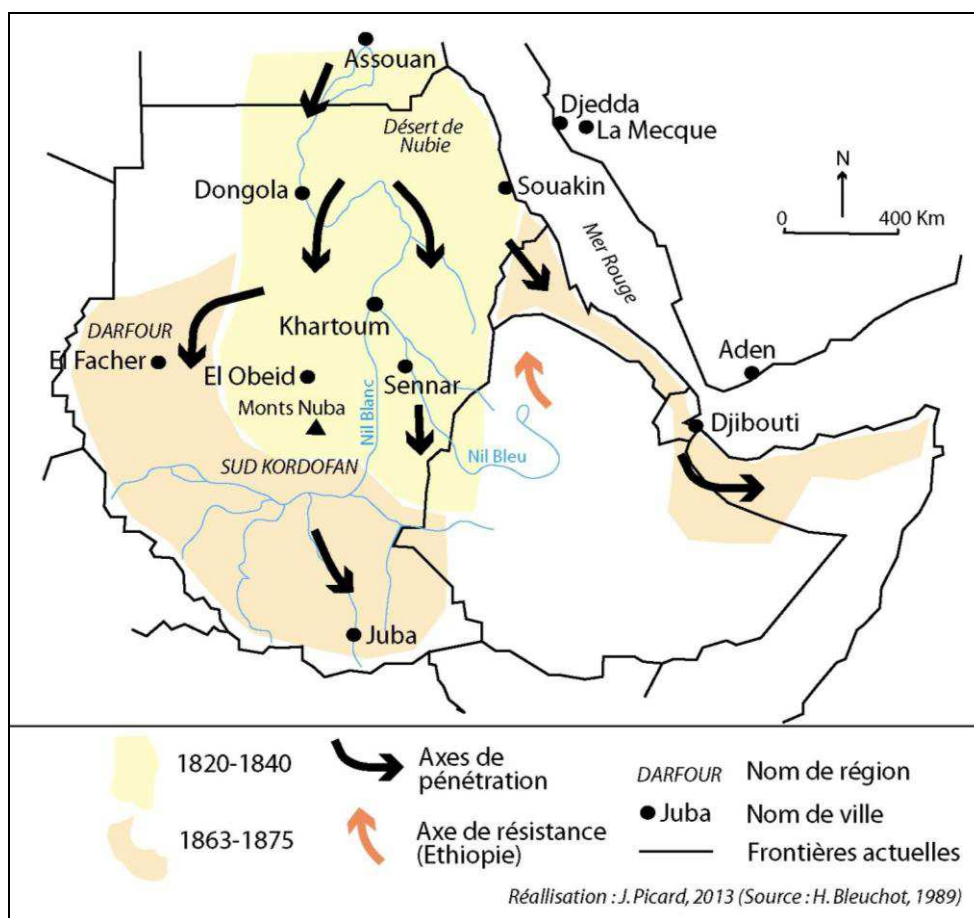 Assouan
Djedda
La Mecque
Désert de
Nubie
N
Dongola
Souakin
0 400 Km
Mer Rouge
Khartoum
DARFOUR
El Facher
El Obeid
Sennar
Aden
Monts Nuba
Nil Blanc
Djibouti
Nil Bleu
SUD KORDOFAN
Juba
1820-1840
Axes de
pénétration
DARFOUR Nom de région
1863-1875
Axe de résistance
(Ethiopie)
Juba Nom de ville
Frontières actuelles
Réallisation : J. Picard, 2013 (Source : H. Bleuchot, 1989)